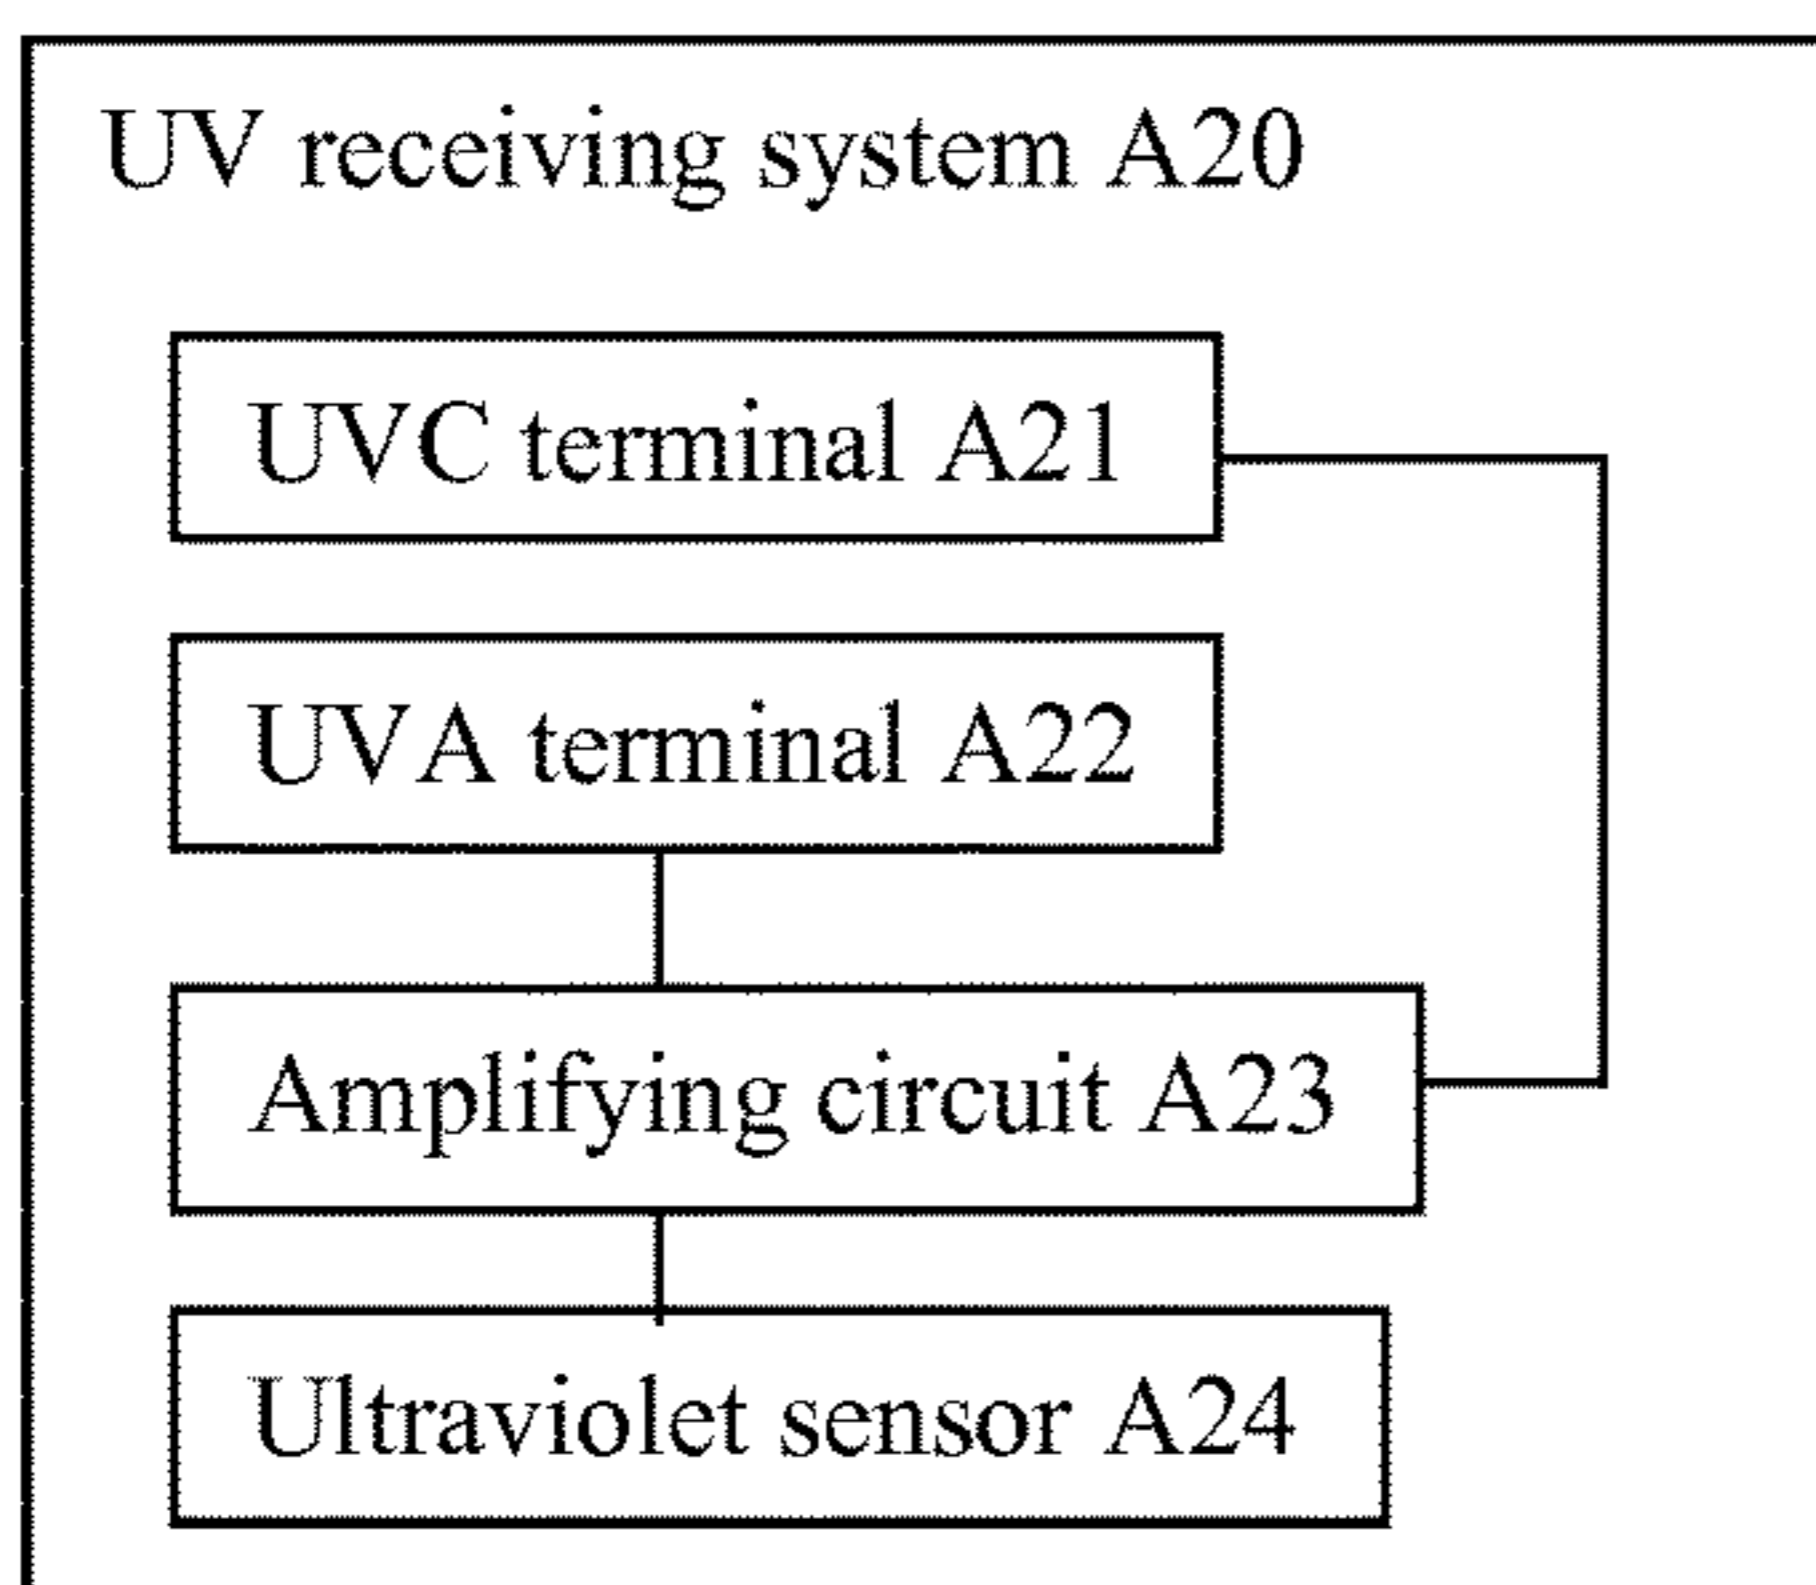 UV receiving system A20
UVC terminal A21
UVA terminal A22
Amplifying circuit A23
Ultraviolet sensor A24